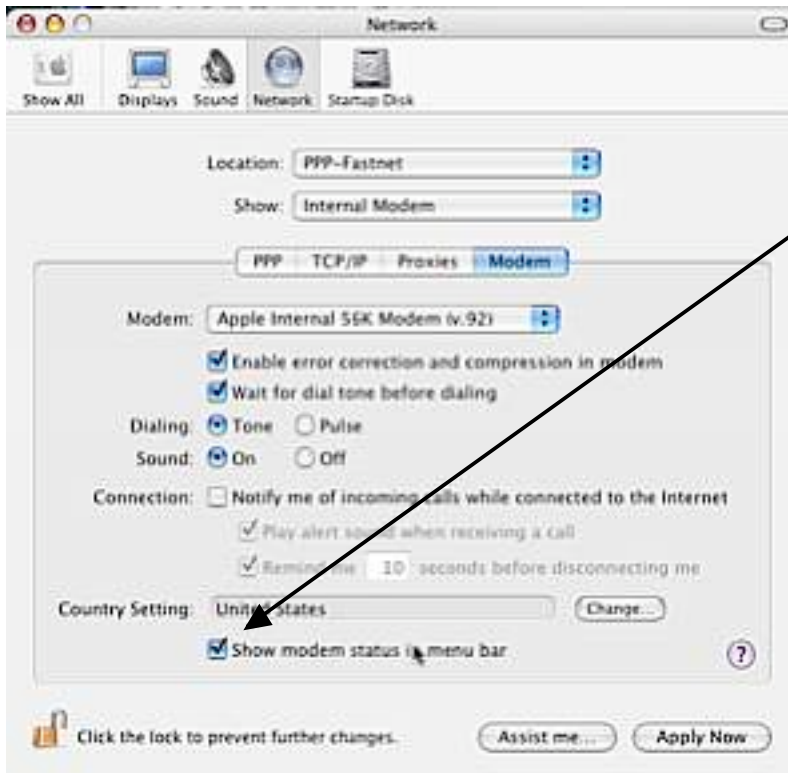 Network
Show All Displays Sound Network Startup Disk
Location: PPP-Fastnet
Show: Internal Modem
PPP TCP/IP Proxies Modem
Modem: Apple Internal 56K Modem (v.92)
Enable error correction and compression in modem
Wait for dial tone before dialing
Dialing: Tone Pulse
Sound: On Off
Connection: Notify me of incoming calls while connected to the Internet
Play alert sound when receiving a call
Remind me 10 seconds before disconnecting me
Country Setting: United States Change...
Show modem status in menu bar ?
Click the lock to prevent further changes. Assist me... Apply Now